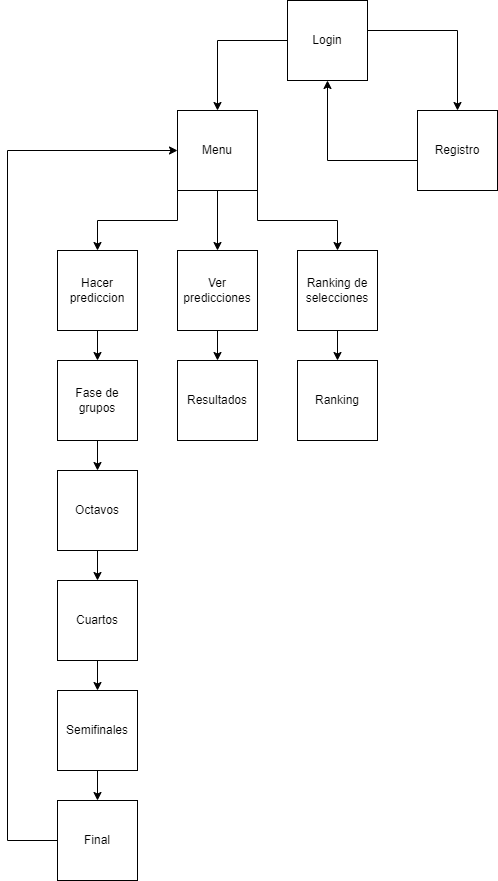 Login
Menu
Registro
Hacer
prediccion
Ver
predicciones
Ranking de
selecciones
Fase de
grupos
Resultados
Ranking
Octavos
Cuartos
Semifinales
Final